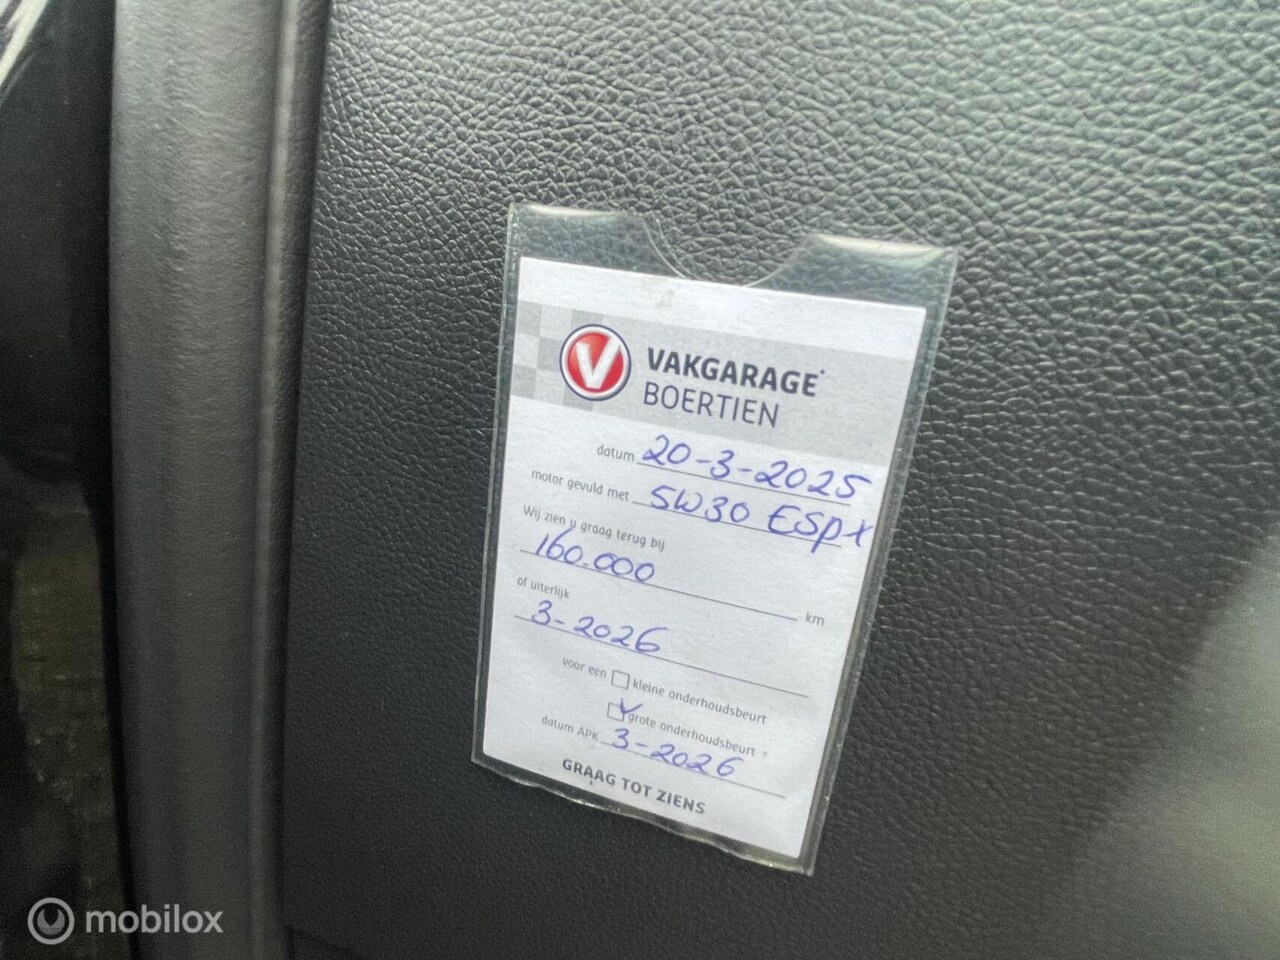 V VAKGARAGE
BOERTIEN
datum 20-3-2025
motor gevuld met 5W30 ESP+
Wij zien u graag terug bij
160.000 km
of uiterlijk
3-2026
voor een kleine onderhoudsbeurt
grote onderhoudsbeurt *
datum APK 3-2026
GRAAG TOT ZIENS
mobilox